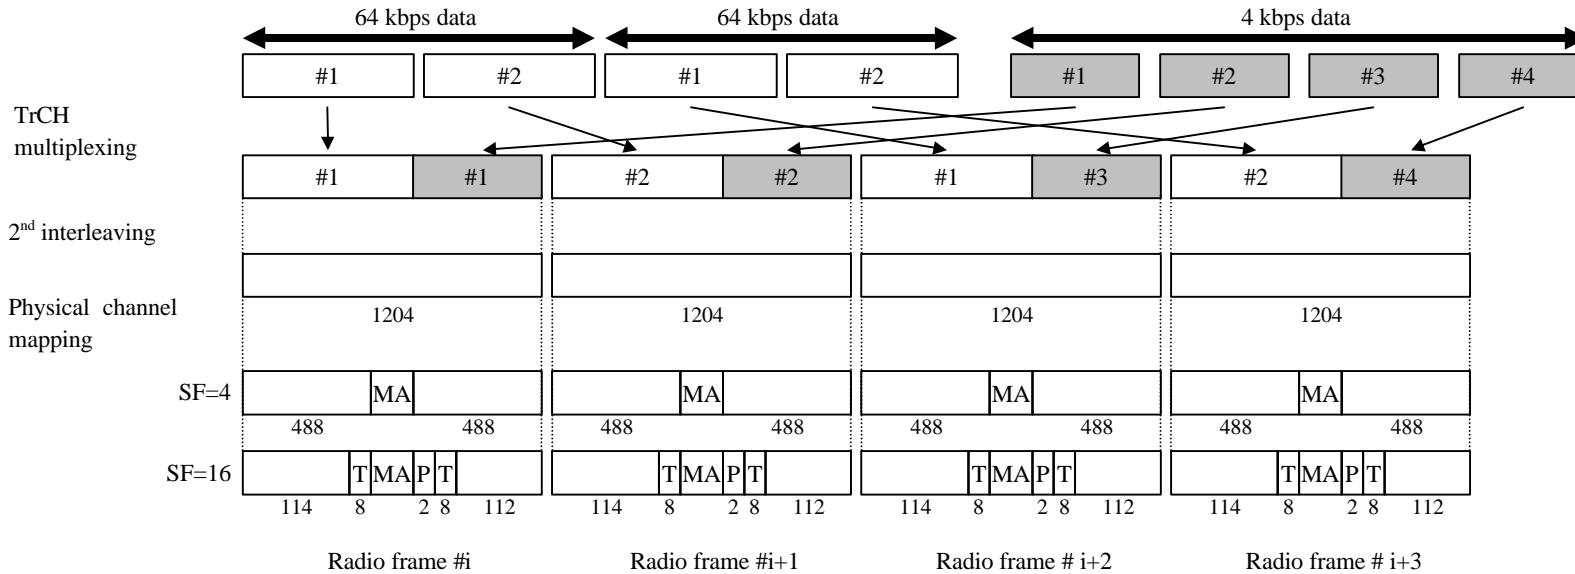 64 kbps data 64 kbps data 4 kbps data
#1 #2 #1 #2 #1 #2 #3 #4
TrCH
multiplexing
#1 #1 #2 #2 #1 #3 #2 #4
2nd interleaving
Physical channel
mapping
1204 1204 1204 1204
SF=4 MA MA MA MA
488 488 488 488 488 488 488 488
SF=16 T MA P T T MA P T T MA P T T MA P T
114 8 2 8 112 114 8 2 8 112 114 8 2 8 112 114 8 2 8 112
Radio frame #i Radio frame #i+1 Radio frame # i+2 Radio frame # i+3